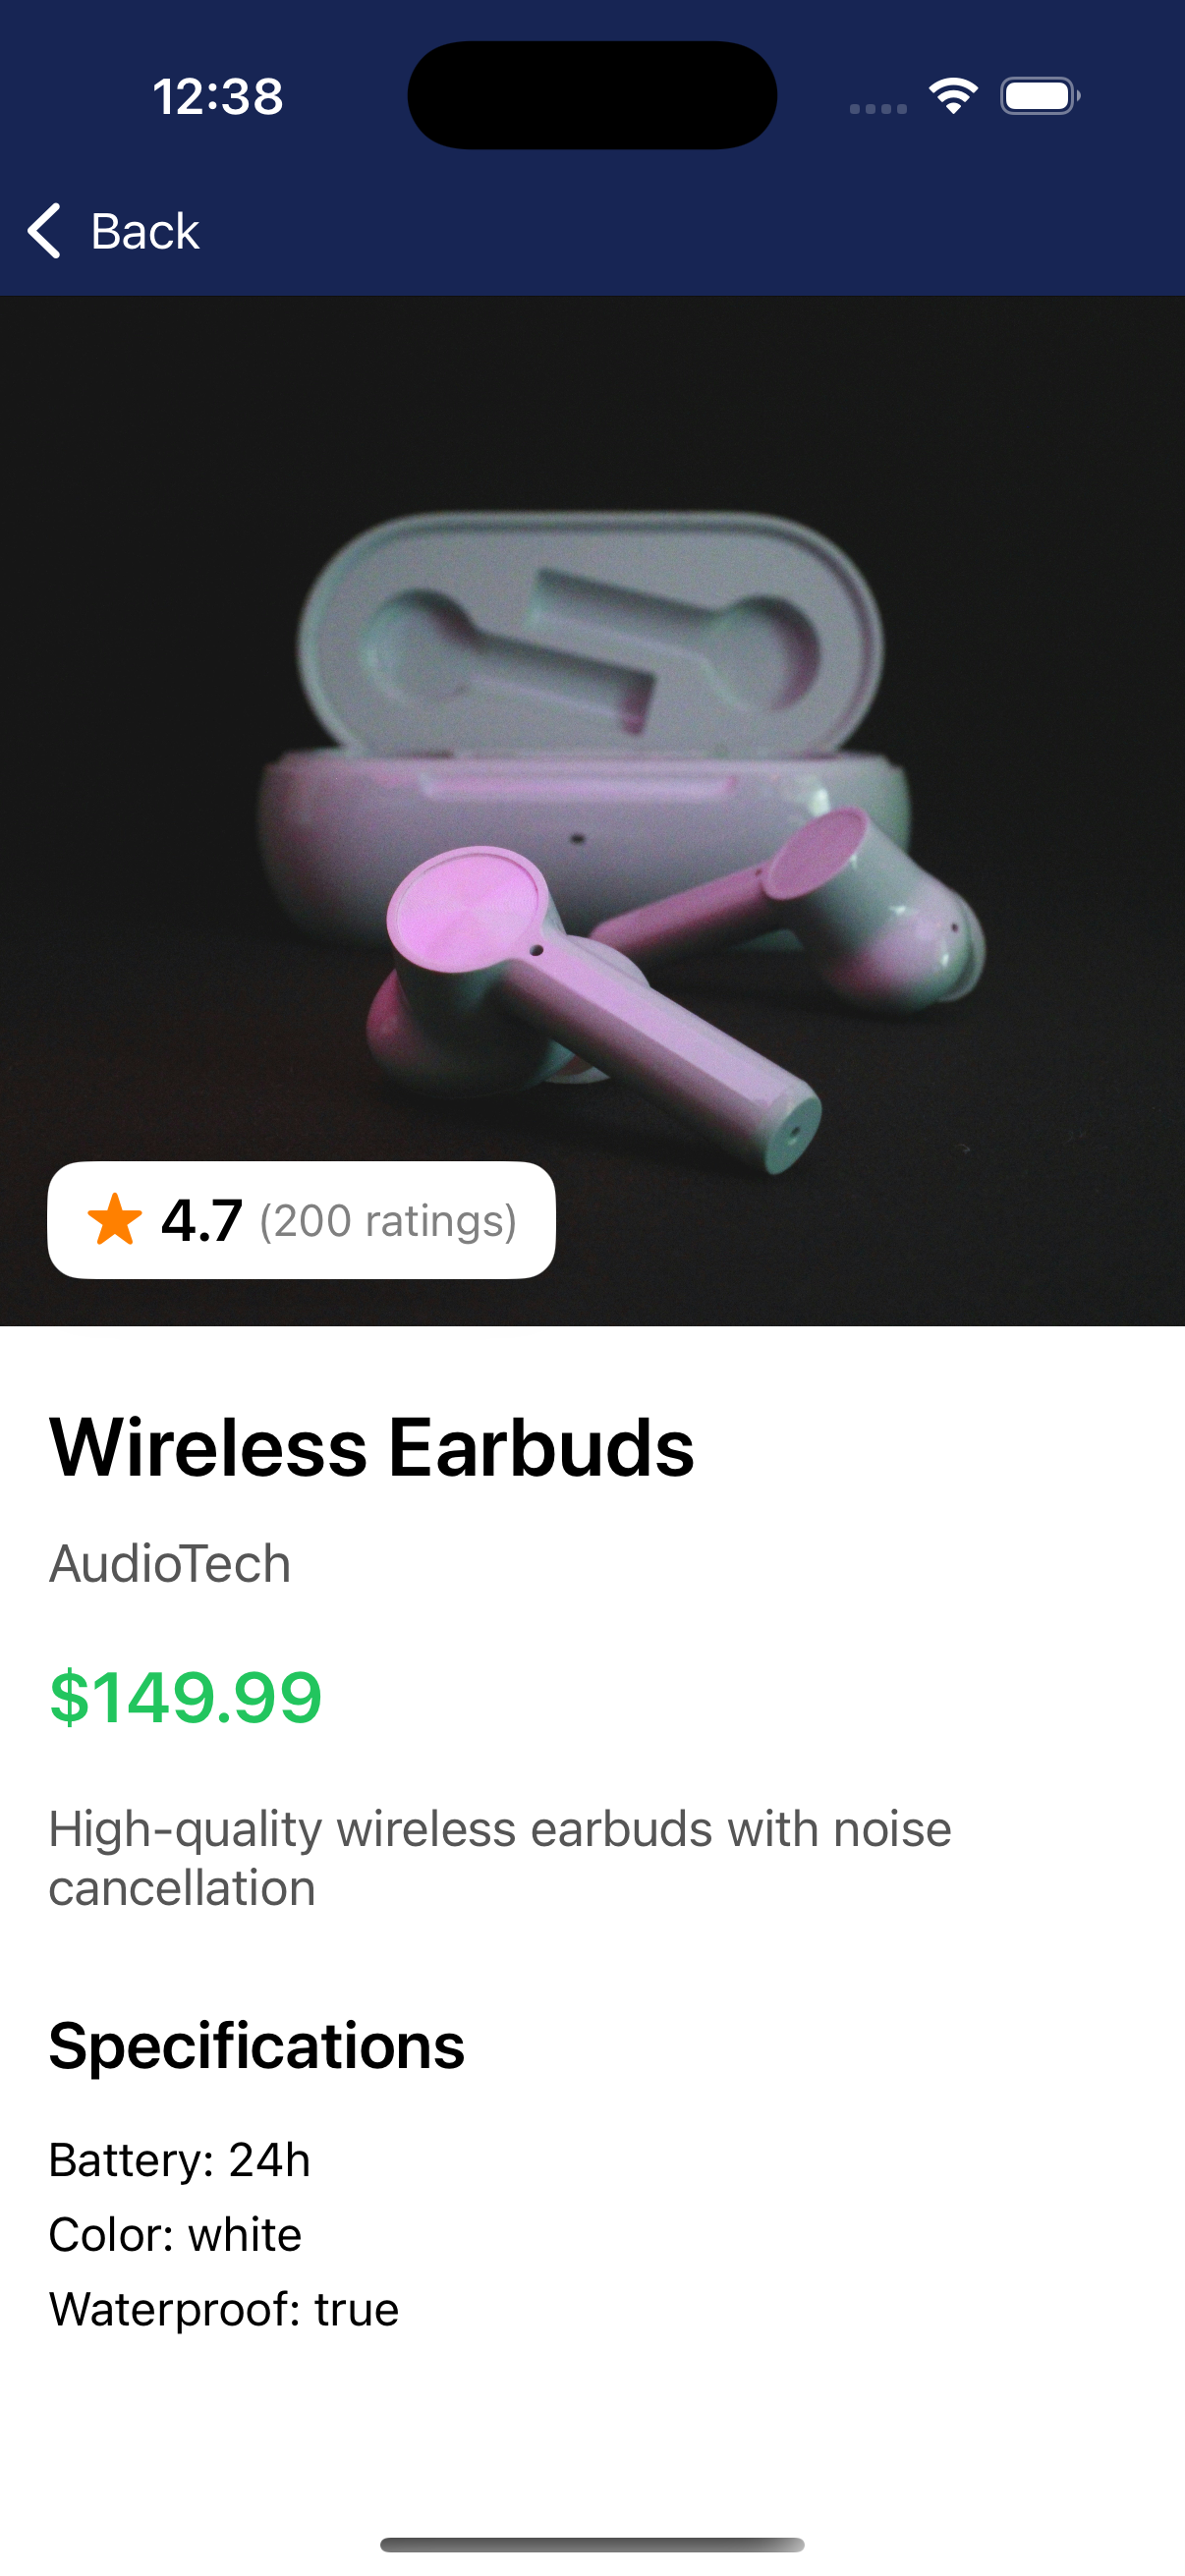 12:38
Back
4.7 (200 ratings)
Wireless Earbuds
AudioTech
$149.99
High-quality wireless earbuds with noise
cancellation
Specifications
Battery: 24h
Color: white
Waterproof: true